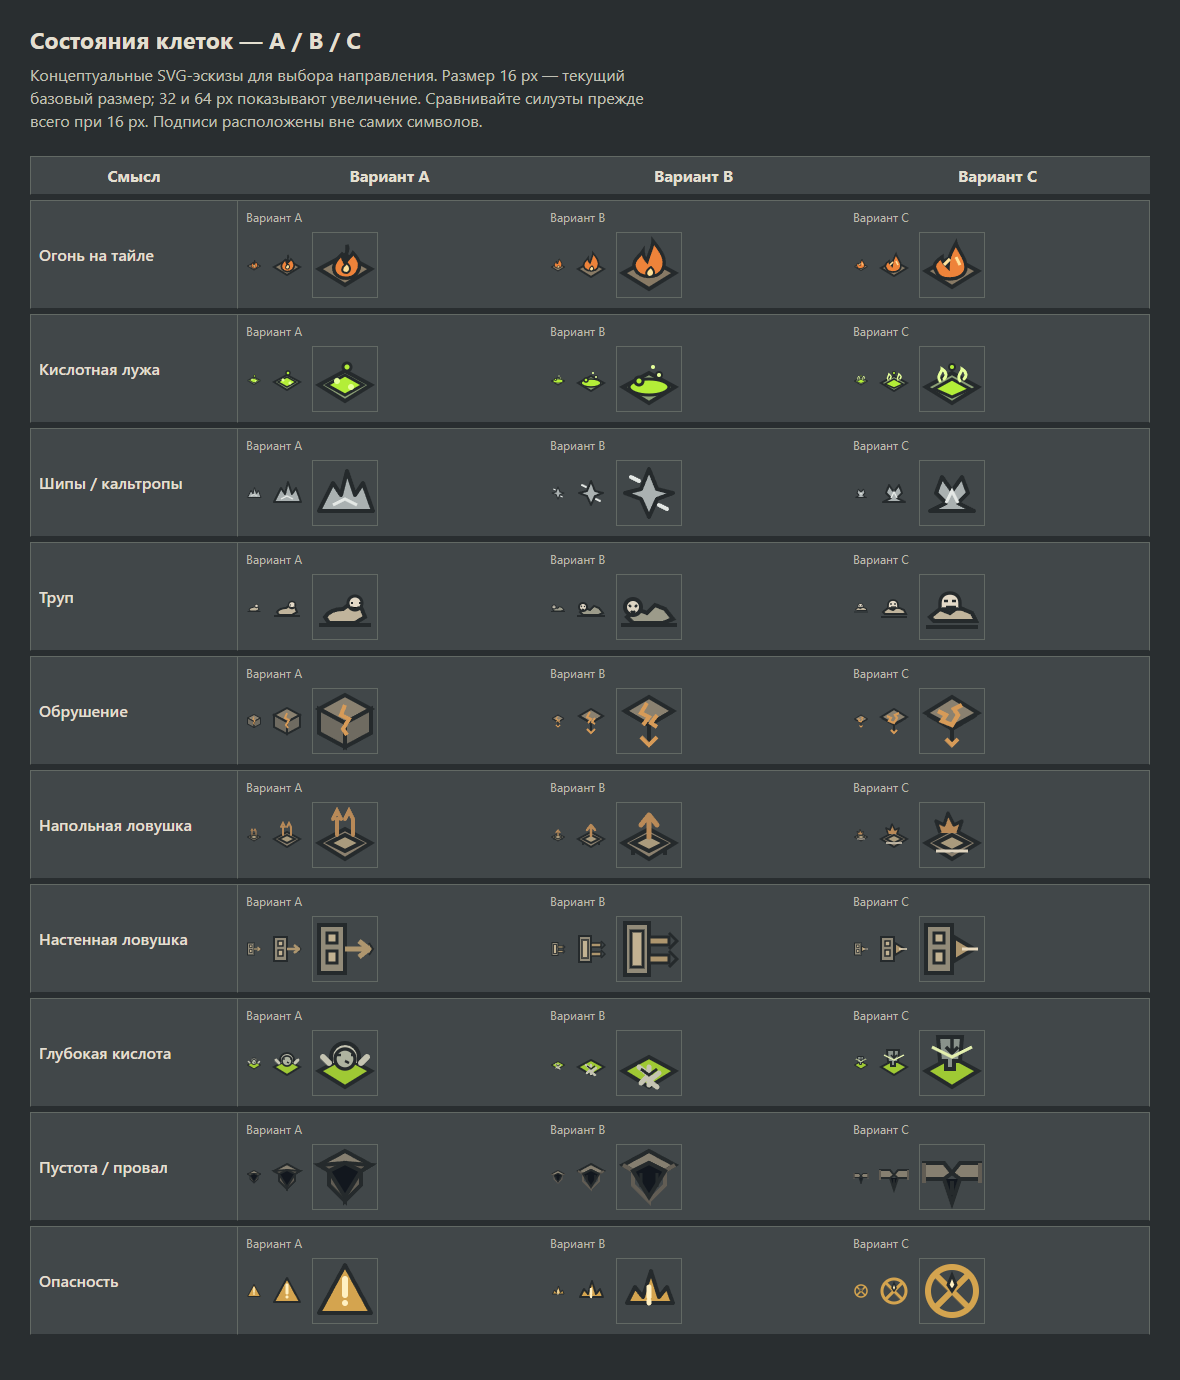 Состояния клеток — A / B / C
Концептуальные SVG-эскизы для выбора направления. Размер 16 px — текущий
базовый размер; 32 и 64 px показывают увеличение. Сравнивайте силуэты прежде
всего при 16 px. Подписи расположены вне самих символов.
Смысл Вариант A Вариант B Вариант C
Вариант A Вариант B Вариант C
Огонь на тайле
Вариант A Вариант B Вариант C
Кислотная лужа
Вариант A Вариант B Вариант C
Шипы / кальтропы
Вариант A Вариант B Вариант C
Труп
Вариант A Вариант B Вариант C
Обрушение
Вариант A Вариант B Вариант C
Напольная ловушка
Вариант A Вариант B Вариант C
Настенная ловушка
Вариант A Вариант B Вариант C
Глубокая кислота
Вариант A Вариант B Вариант C
Пустота / провал
Вариант A Вариант B Вариант C
Опасность